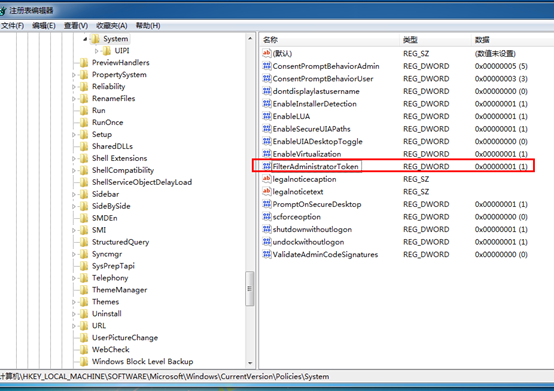 注册表编辑器
文件(F) 编辑(E) 查看(V) 收藏夹(A) 帮助(H)
System
UIPI
PreviewHandlers
PropertySystem
Reliability
RenameFiles
Run
RunOnce
Setup
SharedDLLs
Shell Extensions
ShellCompatibility
ShellServiceObjectDelayLoad
Sidebar
SideBySide
SMDEn
SMI
StructuredQuery
Syncmgr
SysPrepTapi
Telephony
ThemeManager
Themes
Uninstall
URL
UserPictureChange
WebCheck
Windows Block Level Backup
名称 类型 数据
(默认) REG_SZ (数值未设置)
ConsentPromptBehaviorAdmin REG_DWORD 0x00000005 (5)
ConsentPromptBehaviorUser REG_DWORD 0x00000003 (3)
dontdisplaylastusername REG_DWORD 0x00000000 (0)
EnableInstallerDetection REG_DWORD 0x00000001 (1)
EnableLUA REG_DWORD 0x00000001 (1)
EnableSecureUIAPaths REG_DWORD 0x00000001 (1)
EnableUIADesktopToggle REG_DWORD 0x00000000 (0)
EnableVirtualization REG_DWORD 0x00000001 (1)
FilterAdministratorToken REG_DWORD 0x00000001 (1)
legalnoticecaption REG_SZ
legalnoticetext REG_SZ
PromptOnSecureDesktop REG_DWORD 0x00000001 (1)
scforceoption REG_DWORD 0x00000000 (0)
shutdownwithoutlogon REG_DWORD 0x00000001 (1)
undockwithoutlogon REG_DWORD 0x00000001 (1)
ValidateAdminCodeSignatures REG_DWORD 0x00000000 (0)
计算机\HKEY_LOCAL_MACHINE\SOFTWARE\Microsoft\Windows\CurrentVersion\Policies\System